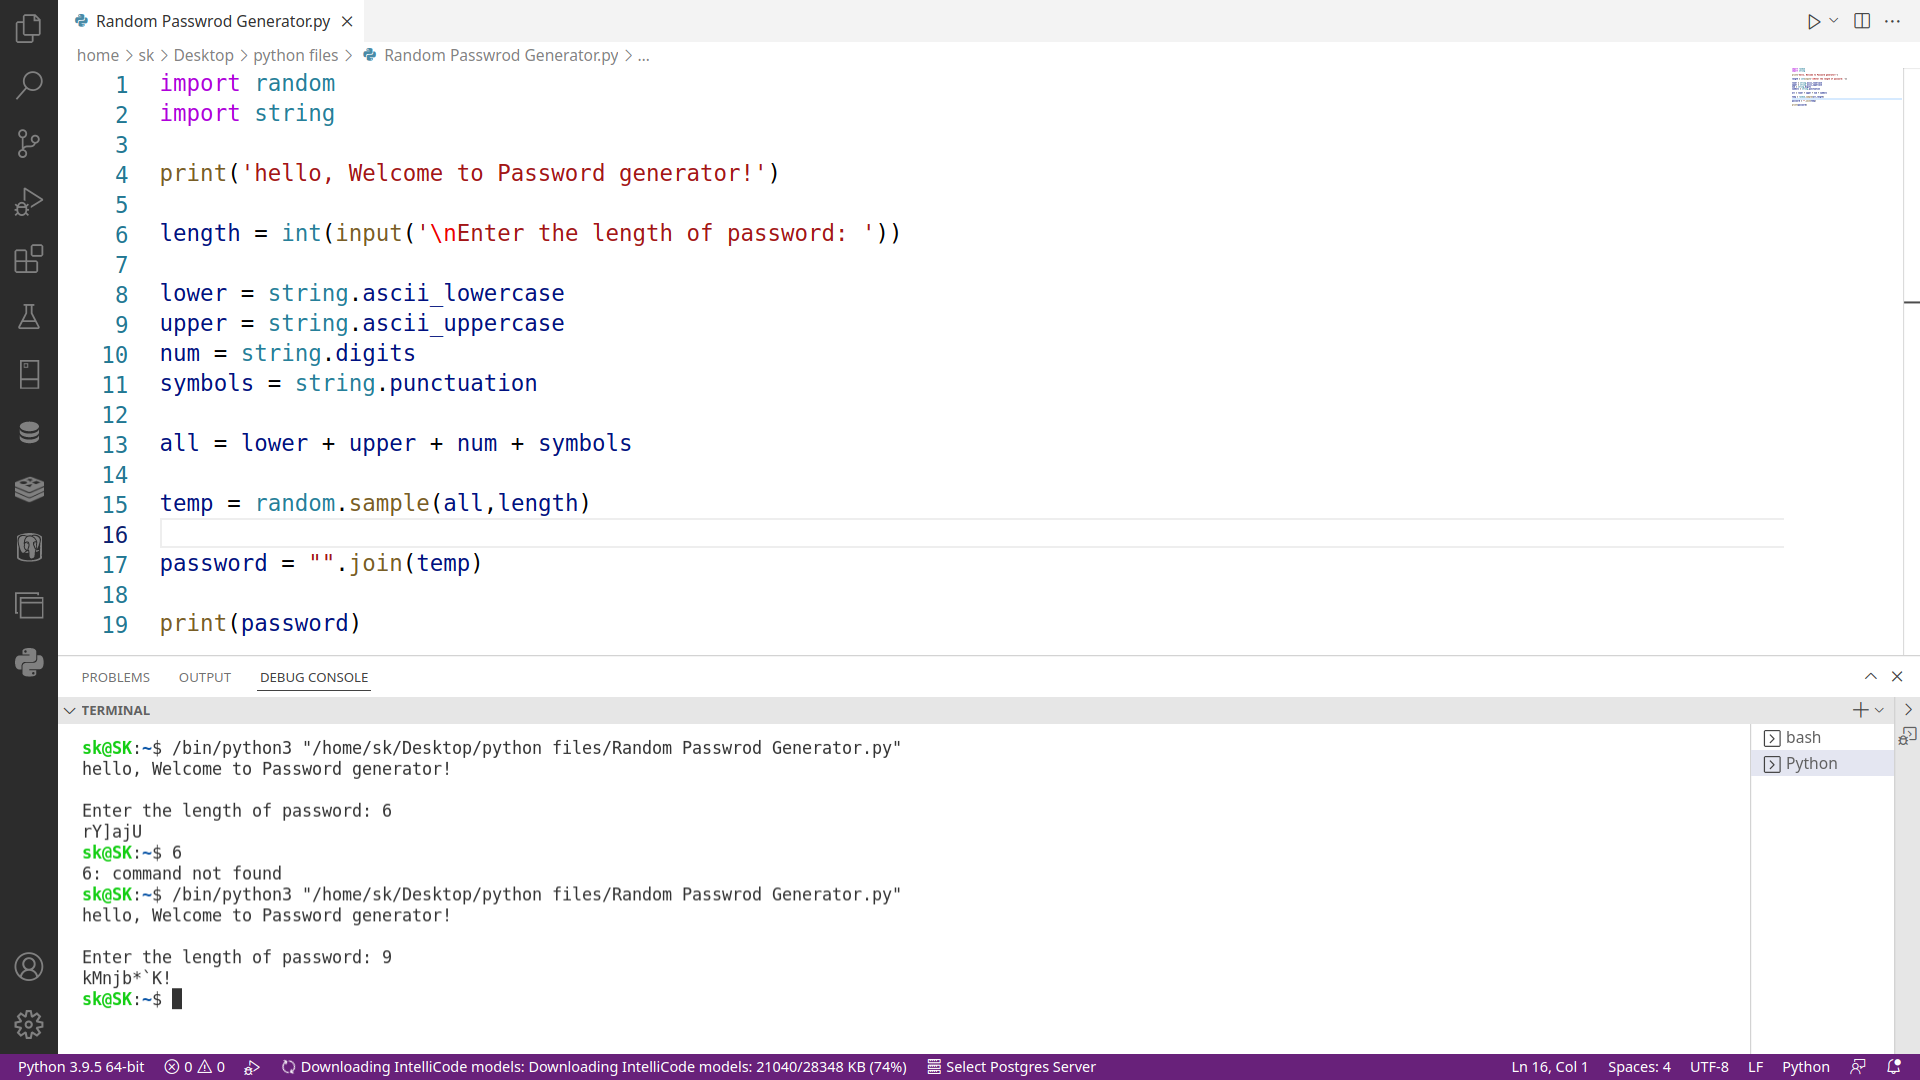 Random Passwrod Generator.py
home > sk > Desktop > python files > Random Passwrod Generator.py > ...
1 import random
2 import string
3
4 print('hello, Welcome to Password generator!')
5
6 length = int(input('\nEnter the length of password: '))
7
8 lower = string.ascii_lowercase
9 upper = string.ascii_uppercase
10 num = string.digits
11 symbols = string.punctuation
12
13 all = lower + upper + num + symbols
14
15 temp = random.sample(all,length)
16
17 password = "".join(temp)
18
19 print(password)
PROBLEMS OUTPUT DEBUG CONSOLE
TERMINAL
sk@SK:~$ /bin/python3 "/home/sk/Desktop/python files/Random Passwrod Generator.py"
hello, Welcome to Password generator!
Enter the length of password: 6
rY]ajU
sk@SK:~$ 6
6: command not found
sk@SK:~$ /bin/python3 "/home/sk/Desktop/python files/Random Passwrod Generator.py"
hello, Welcome to Password generator!
Enter the length of password: 9
kMnjb*`K!
sk@SK:~$
bash
Python
Python 3.9.5 64-bit 0 0 Downloading IntelliCode models: Downloading IntelliCode models: 21040/28348 KB (74%) Select Postgres Server Ln 16, Col 1 Spaces: 4 UTF-8 LF Python